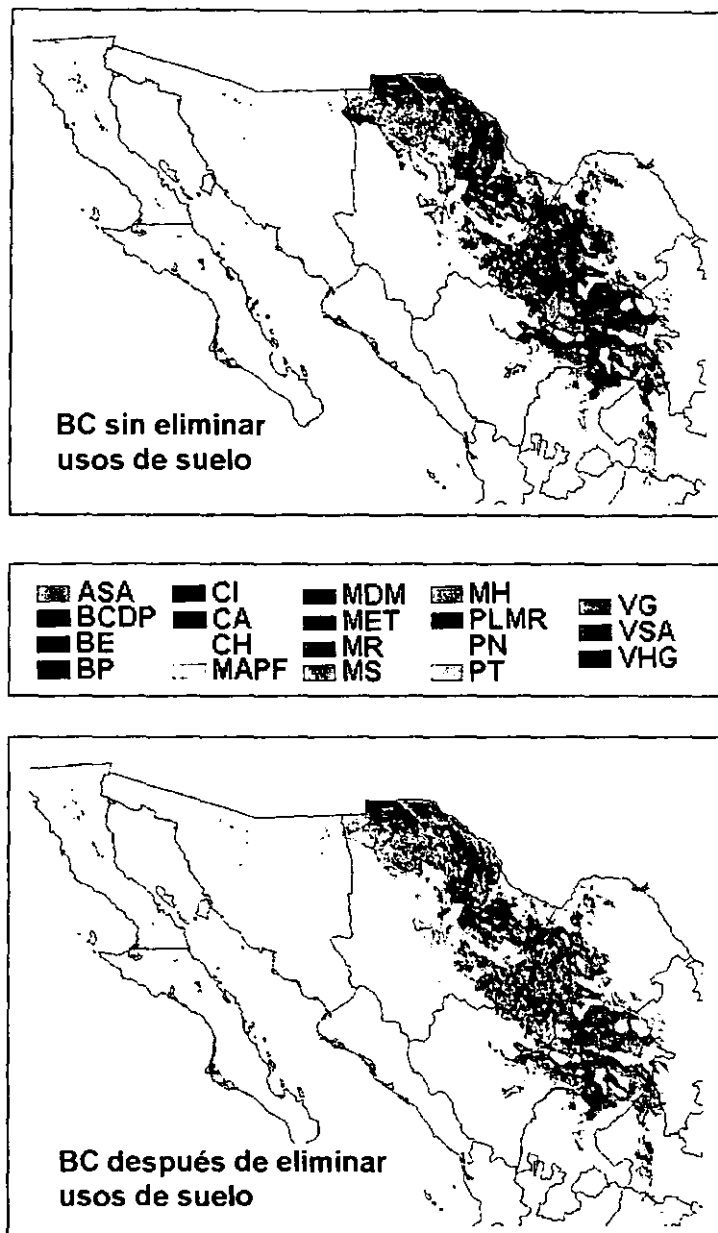 BC sin eliminar
usos de suelo
ASA CI MDM MH VG
BCDP CA MET PLMR VSA
BE CH MR PN VHG
BP MAPF MS PT
BC después de eliminar
usos de suelo